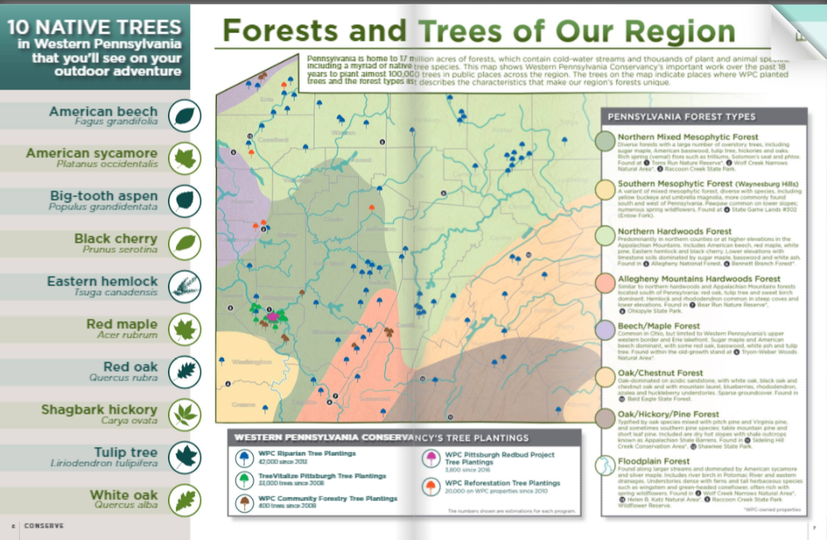 10 NATIVE TREES
in Western Pennsylvania
that you'll see on your
outdoor adventure
American beech
Fagus grandifolia
American sycamore
Platanus occidentalis
Big-tooth aspen
Populus grandidentata
Black cherry
Prunus serotina
Eastern hemlock
Tsuga canadensis
Red maple
Acer rubrum
Red oak
Quercus rubra
Shagbark hickory
Carya ovata
Tulip tree
Liriodendron tulipifera
White oak
Quercus alba
6 | CONSERVE
Forests and Trees of Our Region
Pennsylvania is home to 17 million acres of forests, which contain cold-water streams and thousands of plant and animal
including a myriad of native tree species. This map shows Western Pennsylvania Conservancy's important work over the past 18
years to plant almost 100,000 trees in public places across the region. The trees on the map indicate places where WPC planted
trees and the forest types describes the characteristics that make our region's forests unique.
PENNSYLVANIA FOREST TYPES
Northern Mixed Mesophytic Forest
Diverse forests with a large number of overstory trees, including
sugar maple, American basswood, tulip tree, hickories and oaks.
Rich spring (vernal) flora such as trilliums, Solomon's seal and phlox.
Found at Toms Run Nature Reserve*, Wolf Creek Narrows
Natural Area*, Raccoon Creek State Park.
Southern Mesophytic Forest (Waynesburg Hills)
A variant of mixed mesophytic forest, diverse with species, including
yellow buckeye and umbrella magnolia, more commonly found
south and west of Pennsylvania. Pawpaw common on lower slopes;
numerous spring wildflowers. Found at State Game Lands #302
(Enlow Fork).
Northern Hardwoods Forest
Predominantly in northern counties or at higher elevations in the
Appalachian Mountains. Includes American beech, red maple, white
pine, Eastern hemlock and black cherry. Lower elevations with
limestone soils dominated by sugar maple, basswood and white ash.
Found in Allegheny National Forest, Bennett Branch Forest*.
Allegheny Mountains Hardwoods Forest
Similar to northern hardwoods and Appalachian Mountains forests
located south of Pennsylvania: red oak, tulip tree and sweet birch
dominant. Hemlock and rhododendron common in steep coves and
lower elevations. Found in Bear Run Nature Reserve*,
Ohiopyle State Park.
Beech/Maple Forest
Common in Ohio, but limited to Western Pennsylvania's upper
western border and Erie lakefront. Sugar maple and American
beech dominant, with some red oak, basswood, white ash and tulip
tree. Found within the old-growth stand at Tryon-Weber Woods
Natural Area*.
Oak/Chestnut Forest
Oak-dominated on acidic sandstone, with white oak, black oak and
chestnut oak and with mountain laurel, blueberries, rhododendron,
azalea and huckleberry understories. Sparse groundcover. Found in
Bald Eagle State Forest.
Oak/Hickory/Pine Forest
Typified by oak species mixed with pitch pine and Virginia pine,
and sometimes southern pine species: table mountain pine and
short leaf pine. Included are dry hot slopes with shale outcrops
known as Appalachian Shale Barrens. Found in Sideling Hill
Creek Conservation Area*, Shawnee State Park.
Floodplain Forest
Found along larger streams and dominated by American sycamore
and silver maple. Includes river birch in Potomac River and eastern
drainages. Understories dense with ferns and tall herbaceous species
such as wingstem and green-headed coneflower, often rich with
spring wildflowers. Found in Wolf Creek Narrows Natural Area*,
Helen B. Katz Natural Area*, Raccoon Creek State Park
Wildflower Reserve.
*WPC-owned properties
WESTERN PENNSYLVANIA CONSERVANCY'S TREE PLANTINGS
WPC Riparian Tree Plantings
42,000 since 2013
TreeVitalize Pittsburgh Tree Plantings
33,000 trees since 2008
WPC Community Forestry Tree Plantings
400 trees since 2008
WPC Pittsburgh Redbud Project
Tree Plantings
3,800 since 2016
WPC Reforestation Tree Plantings
20,000 on WPC properties since 2010
The numbers shown are estimations for each program.
7